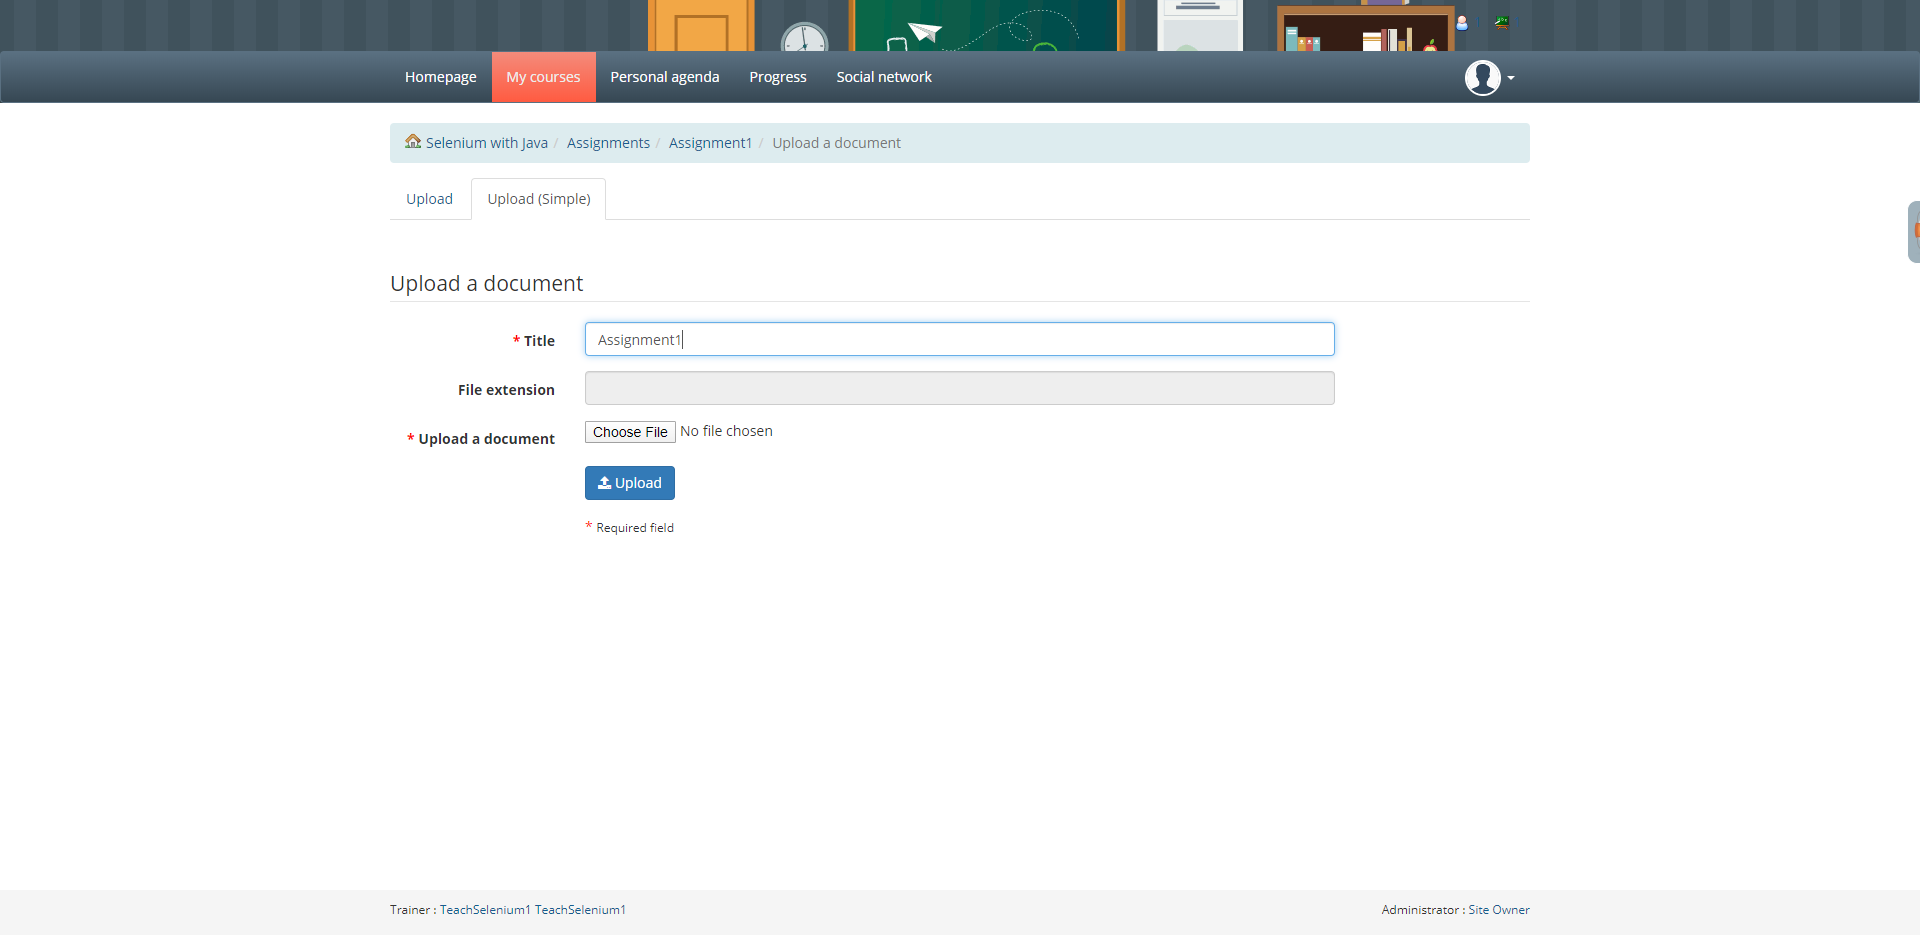 Homepage My courses Personal agenda Progress Social network
Selenium with Java / Assignments / Assignment1 / Upload a document
Upload Upload (Simple)
Upload a document
* Title Assignment1
File extension
* Upload a document Choose File No file chosen
Upload
* Required field
Trainer : TeachSelenium1 TeachSelenium1 Administrator : Site Owner